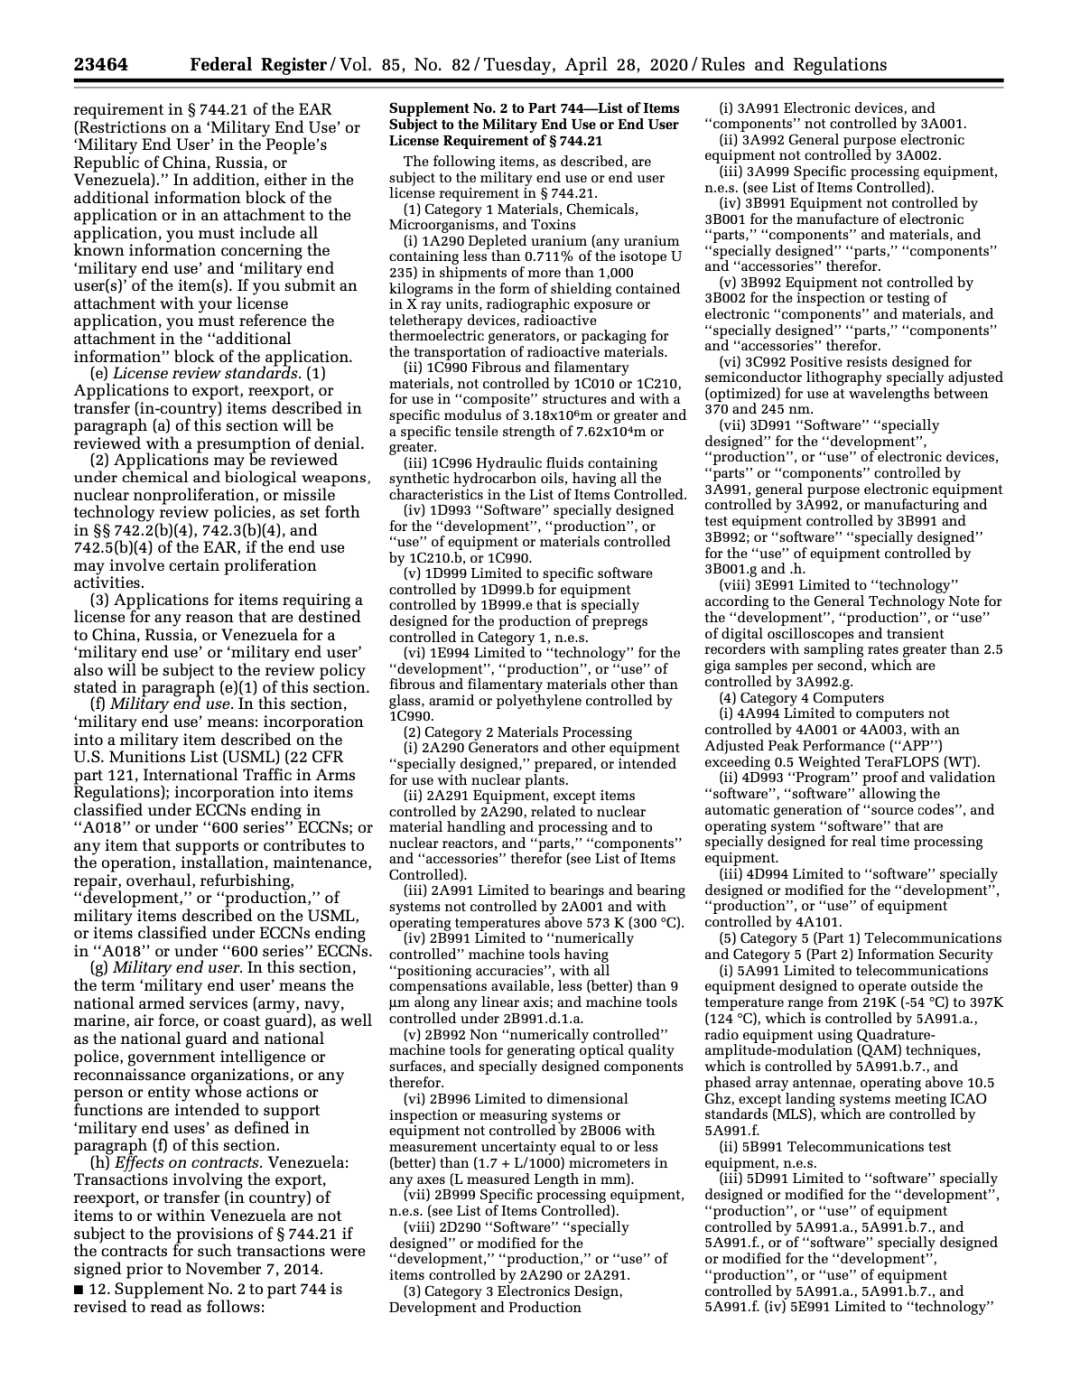 23464 Federal Register / Vol. 85, No. 82 / Tuesday, April 28, 2020 / Rules and Regulations
requirement in § 744.21 of the EAR
(Restrictions on a ‘Military End Use’ or
‘Military End User’ in the People’s
Republic of China, Russia, or
Venezuela).’’ In addition, either in the
additional information block of the
application or in an attachment to the
application, you must include all
known information concerning the
‘military end use’ and ‘military end
user(s)’ of the item(s). If you submit an
attachment with your license
application, you must reference the
attachment in the ‘‘additional
information’’ block of the application.
(e) License review standards. (1)
Applications to export, reexport, or
transfer (in-country) items described in
paragraph (a) of this section will be
reviewed with a presumption of denial.
(2) Applications may be reviewed
under chemical and biological weapons,
nuclear nonproliferation, or missile
technology review policies, as set forth
in §§ 742.2(b)(4), 742.3(b)(4), and
742.5(b)(4) of the EAR, if the end use
may involve certain proliferation
activities.
(3) Applications for items requiring a
license for any reason that are destined
to China, Russia, or Venezuela for a
‘military end use’ or ‘military end user’
also will be subject to the review policy
stated in paragraph (e)(1) of this section.
(f) Military end use. In this section,
‘military end use’ means: incorporation
into a military item described on the
U.S. Munitions List (USML) (22 CFR
part 121, International Traffic in Arms
Regulations); incorporation into items
classified under ECCNs ending in
‘‘A018’’ or under ‘‘600 series’’ ECCNs; or
any item that supports or contributes to
the operation, installation, maintenance,
repair, overhaul, refurbishing,
‘‘development,’’ or ‘‘production,’’ of
military items described on the USML,
or items classified under ECCNs ending
in ‘‘A018’’ or under ‘‘600 series’’ ECCNs.
(g) Military end user. In this section,
the term ‘military end user’ means the
national armed services (army, navy,
marine, air force, or coast guard), as well
as the national guard and national
police, government intelligence or
reconnaissance organizations, or any
person or entity whose actions or
functions are intended to support
‘military end uses’ as defined in
paragraph (f) of this section.
(h) Effects on contracts. Venezuela:
Transactions involving the export,
reexport, or transfer (in country) of
items to or within Venezuela are not
subject to the provisions of § 744.21 if
the contracts for such transactions were
signed prior to November 7, 2014.
■ 12. Supplement No. 2 to part 744 is
revised to read as follows:
Supplement No. 2 to Part 744—List of Items
Subject to the Military End Use or End User
License Requirement of § 744.21
The following items, as described, are
subject to the military end use or end user
license requirement in § 744.21.
(1) Category 1 Materials, Chemicals,
Microorganisms, and Toxins
(i) 1A290 Depleted uranium (any uranium
containing less than 0.711% of the isotope U
235) in shipments of more than 1,000
kilograms in the form of shielding contained
in X ray units, radiographic exposure or
teletherapy devices, radioactive
thermoelectric generators, or packaging for
the transportation of radioactive materials.
(ii) 1C990 Fibrous and filamentary
materials, not controlled by 1C010 or 1C210,
for use in ‘‘composite’’ structures and with a
specific modulus of 3.18x10⁶m or greater and
a specific tensile strength of 7.62x10⁴m or
greater.
(iii) 1C996 Hydraulic fluids containing
synthetic hydrocarbon oils, having all the
characteristics in the List of Items Controlled.
(iv) 1D993 ‘‘Software’’ specially designed
for the ‘‘development’’, ‘‘production’’, or
‘‘use’’ of equipment or materials controlled
by 1C210.b, or 1C990.
(v) 1D999 Limited to specific software
controlled by 1D999.b for equipment
controlled by 1B999.e that is specially
designed for the production of prepregs
controlled in Category 1, n.e.s.
(vi) 1E994 Limited to ‘‘technology’’ for the
‘‘development’’, ‘‘production’’, or ‘‘use’’ of
fibrous and filamentary materials other than
glass, aramid or polyethylene controlled by
1C990.
(2) Category 2 Materials Processing
(i) 2A290 Generators and other equipment
‘‘specially designed,’’ prepared, or intended
for use with nuclear plants.
(ii) 2A291 Equipment, except items
controlled by 2A290, related to nuclear
material handling and processing and to
nuclear reactors, and ‘‘parts,’’ ‘‘components’’
and ‘‘accessories’’ therefor (see List of Items
Controlled).
(iii) 2A991 Limited to bearings and bearing
systems not controlled by 2A001 and with
operating temperatures above 573 K (300 °C).
(iv) 2B991 Limited to ‘‘numerically
controlled’’ machine tools having
‘‘positioning accuracies’’, with all
compensations available, less (better) than 9
µm along any linear axis; and machine tools
controlled under 2B991.d.1.a.
(v) 2B992 Non ‘‘numerically controlled’’
machine tools for generating optical quality
surfaces, and specially designed components
therefor.
(vi) 2B996 Limited to dimensional
inspection or measuring systems or
equipment not controlled by 2B006 with
measurement uncertainty equal to or less
(better) than (1.7 + L/1000) micrometers in
any axes (L measured Length in mm).
(vii) 2B999 Specific processing equipment,
n.e.s. (see List of Items Controlled).
(viii) 2D290 ‘‘Software’’ ‘‘specially
designed’’ or modified for the
‘‘development,’’ ‘‘production,’’ or ‘‘use’’ of
items controlled by 2A290 or 2A291.
(3) Category 3 Electronics Design,
Development and Production
(i) 3A991 Electronic devices, and
‘‘components’’ not controlled by 3A001.
(ii) 3A992 General purpose electronic
equipment not controlled by 3A002.
(iii) 3A999 Specific processing equipment,
n.e.s. (see List of Items Controlled).
(iv) 3B991 Equipment not controlled by
3B001 for the manufacture of electronic
‘‘parts,’’ ‘‘components’’ and materials, and
‘‘specially designed’’ ‘‘parts,’’ ‘‘components’’
and ‘‘accessories’’ therefor.
(v) 3B992 Equipment not controlled by
3B002 for the inspection or testing of
electronic ‘‘components’’ and materials, and
‘‘specially designed’’ ‘‘parts,’’ ‘‘components’’
and ‘‘accessories’’ therefor.
(vi) 3C992 Positive resists designed for
semiconductor lithography specially adjusted
(optimized) for use at wavelengths between
370 and 245 nm.
(vii) 3D991 ‘‘Software’’ ‘‘specially
designed’’ for the ‘‘development’’,
‘‘production’’, or ‘‘use’’ of electronic devices,
‘‘parts’’ or ‘‘components’’ controlled by
3A991, general purpose electronic equipment
controlled by 3A992, or manufacturing and
test equipment controlled by 3B991 and
3B992; or ‘‘software’’ ‘‘specially designed’’
for the ‘‘use’’ of equipment controlled by
3B001.g and .h.
(viii) 3E991 Limited to ‘‘technology’’
according to the General Technology Note for
the ‘‘development’’, ‘‘production’’, or ‘‘use’’
of digital oscilloscopes and transient
recorders with sampling rates greater than 2.5
giga samples per second, which are
controlled by 3A992.g.
(4) Category 4 Computers
(i) 4A994 Limited to computers not
controlled by 4A001 or 4A003, with an
Adjusted Peak Performance (‘‘APP’’)
exceeding 0.5 Weighted TeraFLOPS (WT).
(ii) 4D993 ‘‘Program’’ proof and validation
‘‘software’’, ‘‘software’’ allowing the
automatic generation of ‘‘source codes’’, and
operating system ‘‘software’’ that are
specially designed for real time processing
equipment.
(iii) 4D994 Limited to ‘‘software’’ specially
designed or modified for the ‘‘development’’,
‘‘production’’, or ‘‘use’’ of equipment
controlled by 4A101.
(5) Category 5 (Part 1) Telecommunications
and Category 5 (Part 2) Information Security
(i) 5A991 Limited to telecommunications
equipment designed to operate outside the
temperature range from 219K (-54 °C) to 397K
(124 °C), which is controlled by 5A991.a.,
radio equipment using Quadrature-
amplitude-modulation (QAM) techniques,
which is controlled by 5A991.b.7., and
phased array antennae, operating above 10.5
Ghz, except landing systems meeting ICAO
standards (MLS), which are controlled by
5A991.f.
(ii) 5B991 Telecommunications test
equipment, n.e.s.
(iii) 5D991 Limited to ‘‘software’’ specially
designed or modified for the ‘‘development’’,
‘‘production’’, or ‘‘use’’ of equipment
controlled by 5A991.a., 5A991.b.7., and
5A991.f., or of ‘‘software’’ specially designed
or modified for the ‘‘development’’,
‘‘production’’, or ‘‘use’’ of equipment
controlled by 5A991.a., 5A991.b.7., and
5A991.f. (iv) 5E991 Limited to ‘‘technology’’